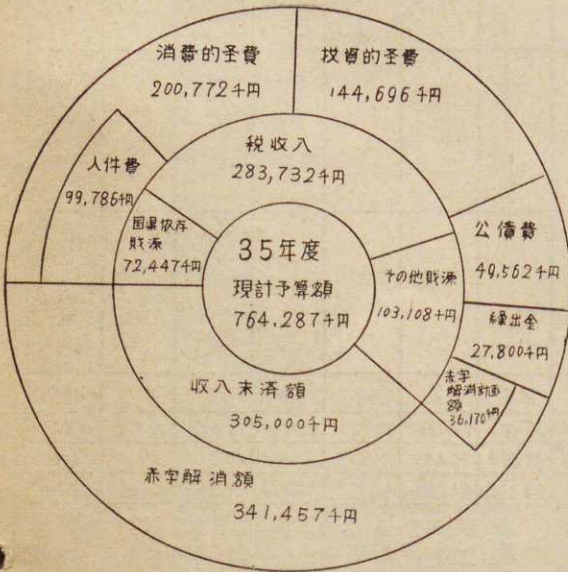 消費的圣費
200,772千円
投資的圣費
144,696千円
税収入
283,732千円
人件費
99,786千円
国県依存
財源
72,447千円
35年度
現計予算額
764.287千円
その他財源
103,108千円
公債費
49,562千円
繰出金
27,800千円
赤字
解消計画
額
36,170千円
収入未済額
305,000千円
赤字解消額
341,457千円